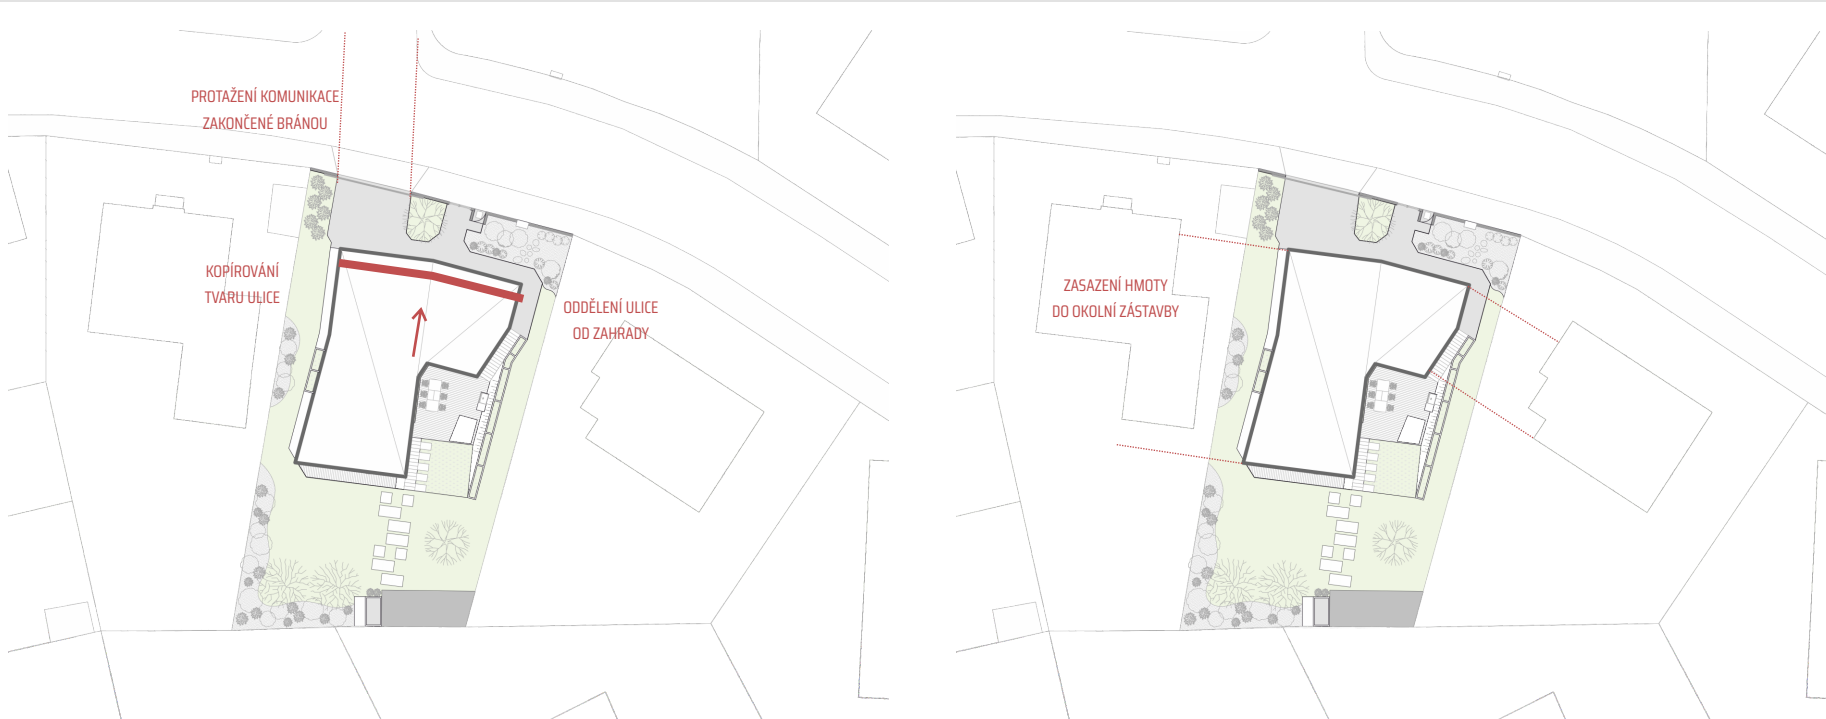 PROTAŽENÍ KOMUNIKACE
ZAKONČENÉ BRÁNOU
KOPÍROVÁNÍ
TVARU ULICE
ODDĚLENÍ ULICE
OD ZAHRADY
ZASAZENÍ HMOTY
DO OKOLNÍ ZÁSTAVBY